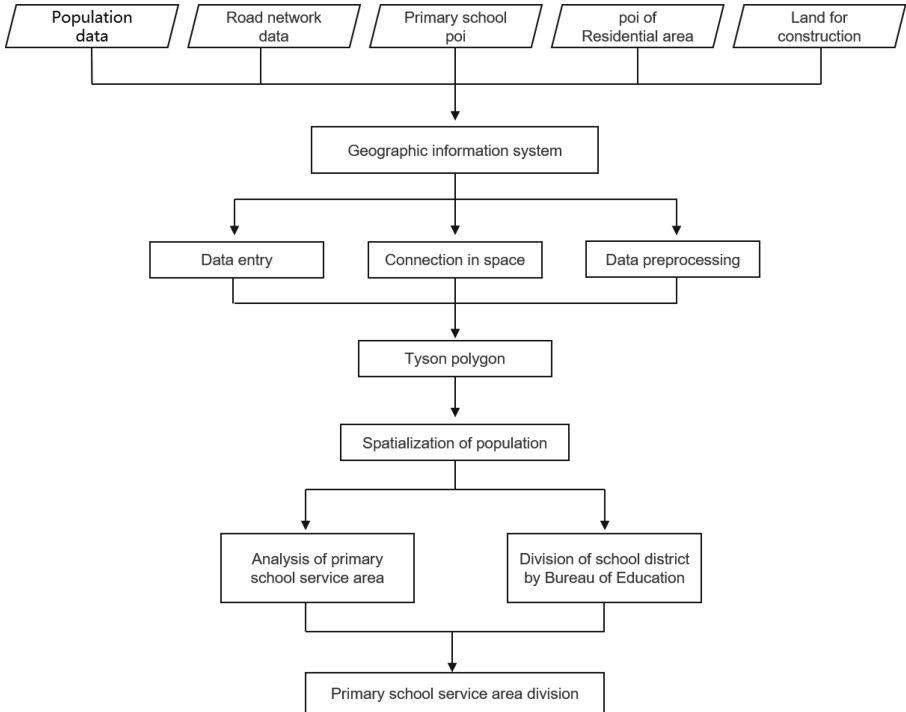 Population
data
Road network
data
Primary school
poi
poi of
Residential area
Land for
construction
Geographic information system
Data entry
Connection in space
Data preprocessing
Tyson polygon
Spatialization of population
Analysis of primary
school service area
Division of school district
by Bureau of Education
Primary school service area division